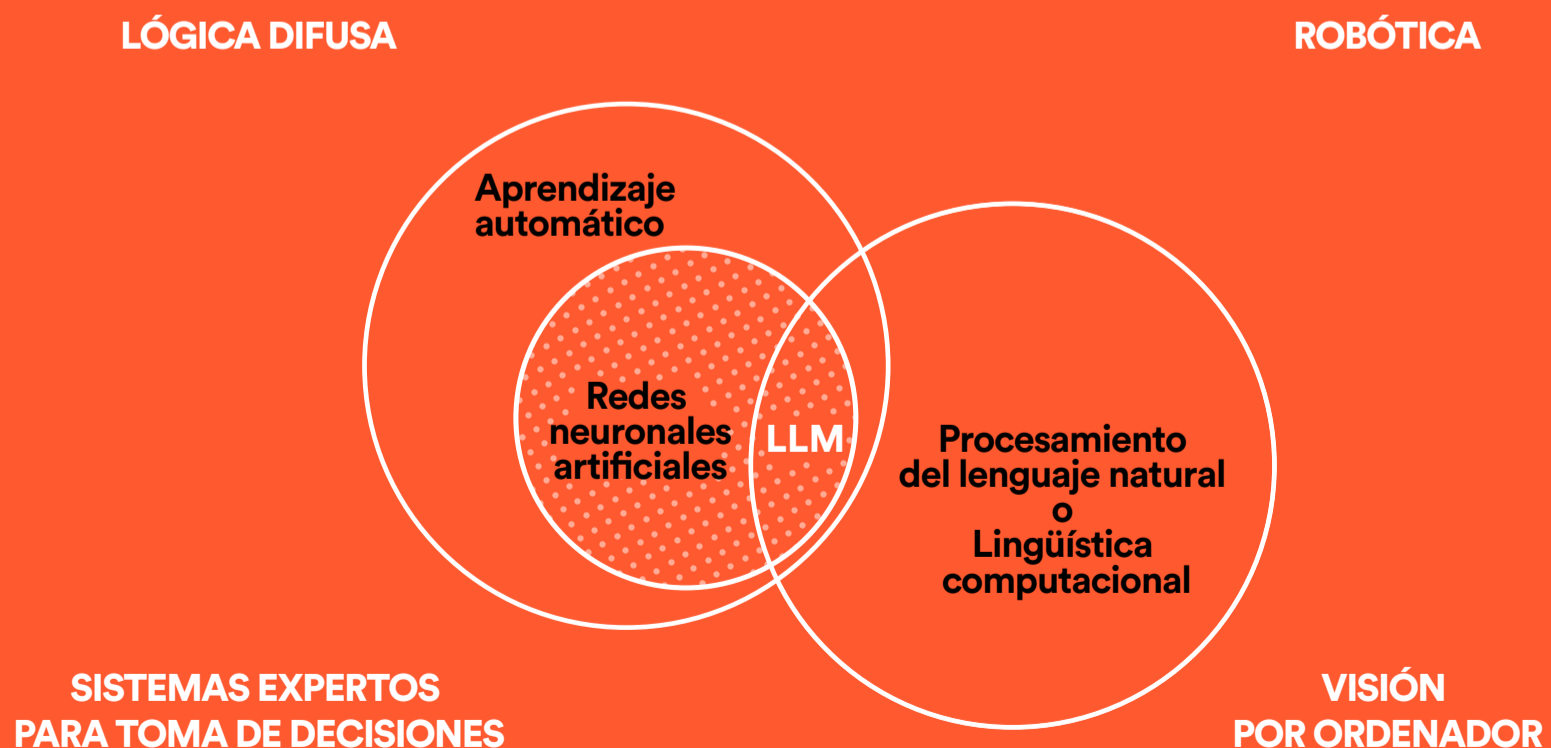 LÓGICA DIFUSA
ROBÓTICA
Aprendizaje
automático
Redes
neuronales
artificiales
LLM
Procesamiento
del lenguaje natural
o
Lingüística
computacional
SISTEMAS EXPERTOS
PARA TOMA DE DECISIONES
VISIÓN
POR ORDENADOR